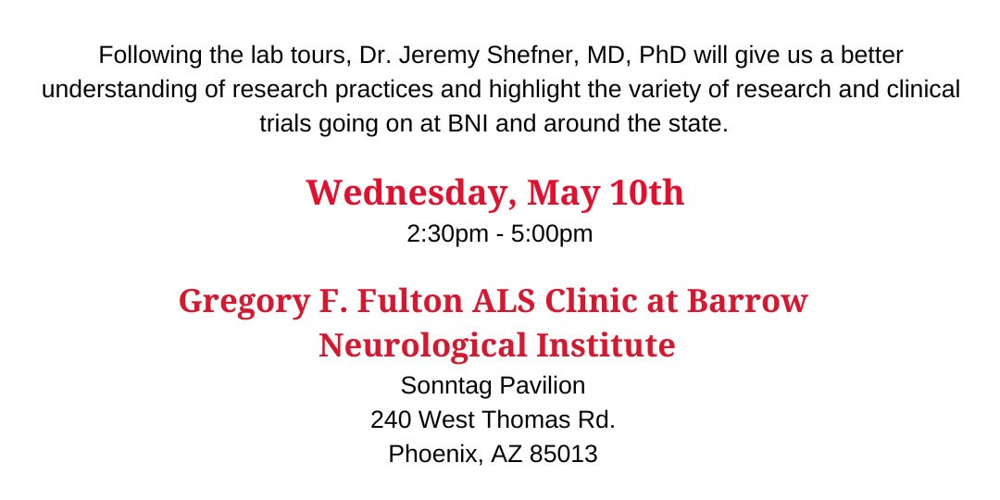 Following the lab tours, Dr. Jeremy Shefner, MD, PhD will give us a better
understanding of research practices and highlight the variety of research and clinical
trials going on at BNI and around the state.
Wednesday, May 10th
2:30pm - 5:00pm
Gregory F. Fulton ALS Clinic at Barrow
Neurological Institute
Sonntag Pavilion
240 West Thomas Rd.
Phoenix, AZ 85013